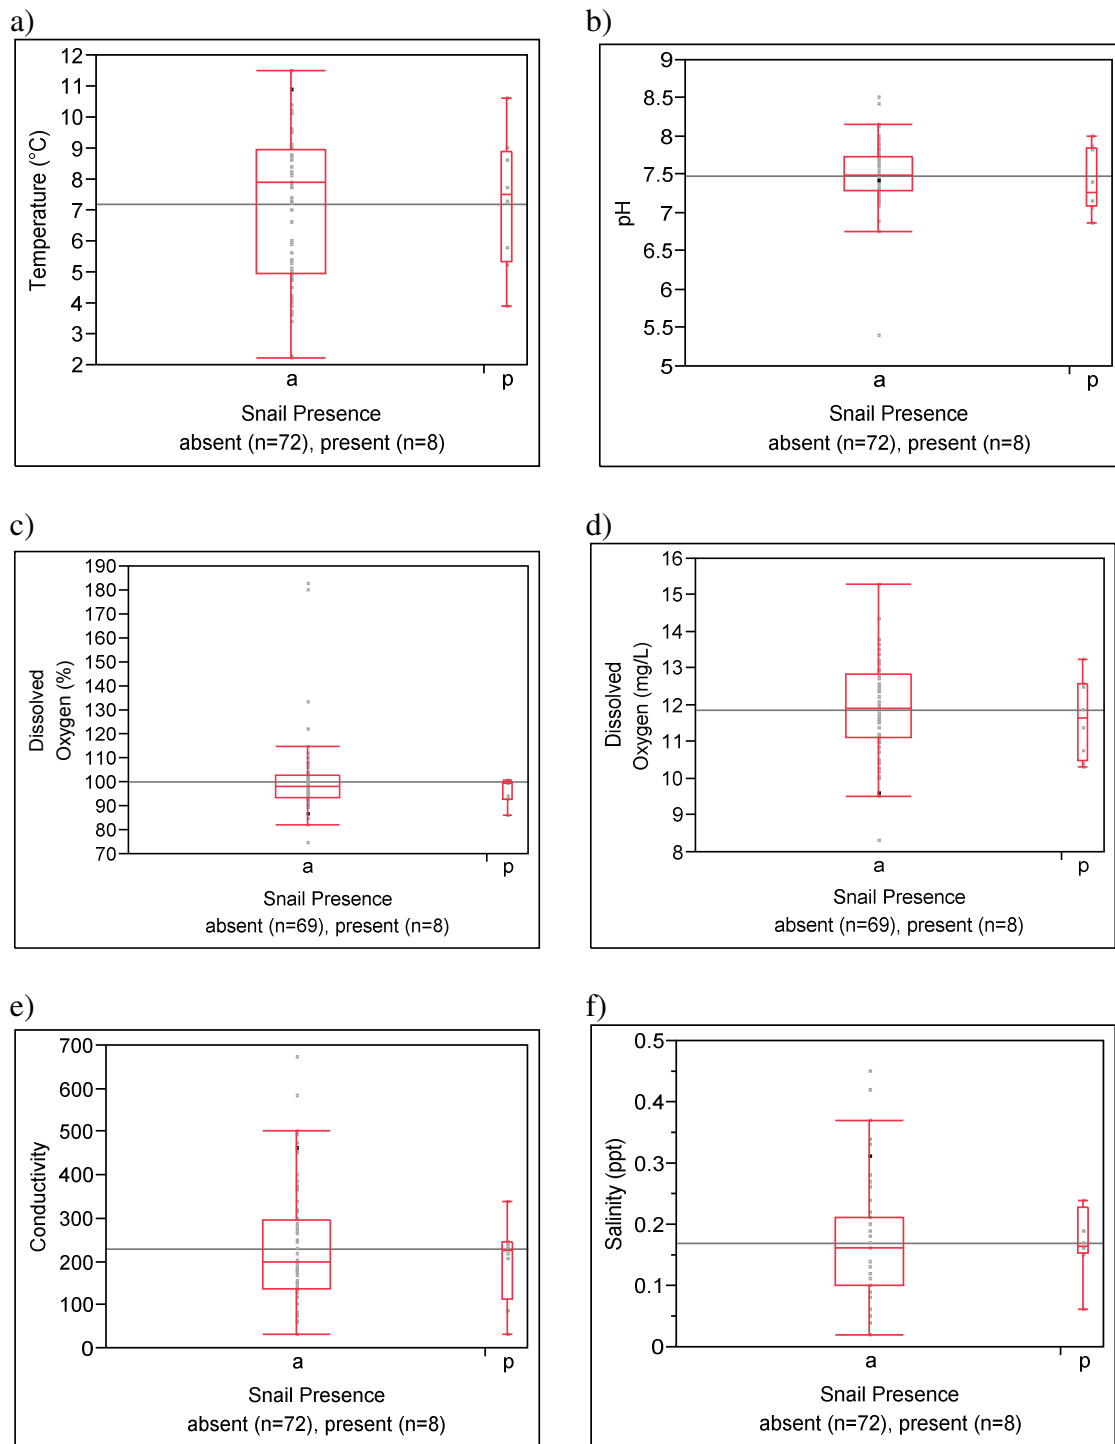 a)
12
11
10
9
8
7
6
5
4
3
2
Temperature (°C)
a
p
Snail Presence
absent (n=72), present (n=8)
b)
9
8.5
8
7.5
7
6.5
6
5.5
5
pH
a
p
Snail Presence
absent (n=72), present (n=8)
c)
190
180
170
160
150
140
130
120
110
100
90
80
70
Dissolved
Oxygen (%)
a
p
Snail Presence
absent (n=69), present (n=8)
d)
16
15
14
13
12
11
10
9
8
Dissolved
Oxygen (mg/L)
a
p
Snail Presence
absent (n=69), present (n=8)
e)
700
600
500
400
300
200
100
0
Conductivity
a
p
Snail Presence
absent (n=72), present (n=8)
f)
0.5
0.4
0.3
0.2
0.1
0
Salinity (ppt)
a
p
Snail Presence
absent (n=72), present (n=8)